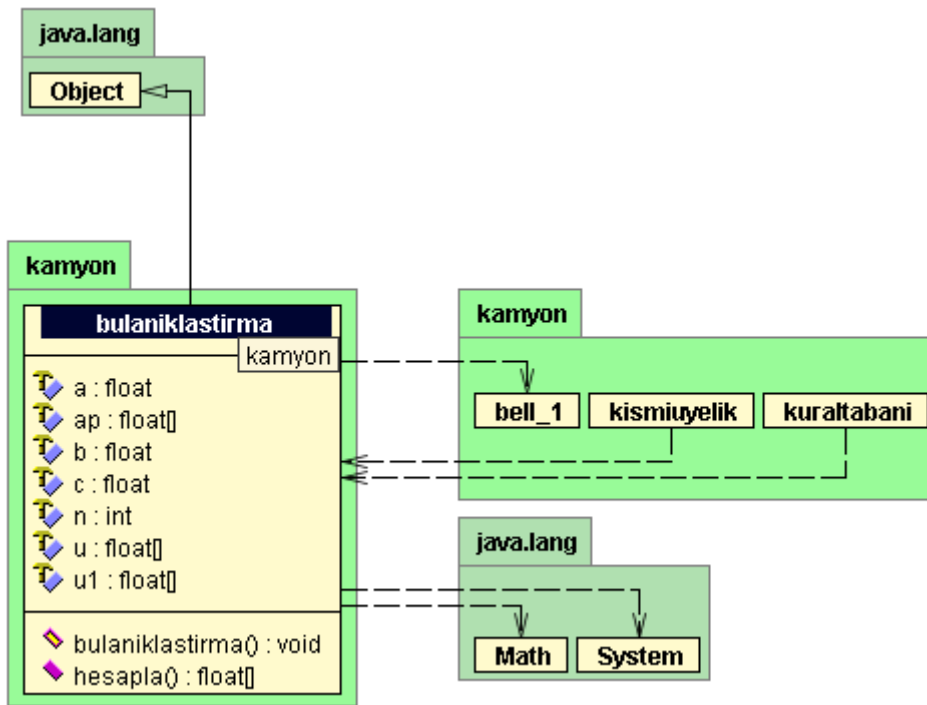 java.lang
Object
kamyon
bulaniklastirma
kamyon
a : float
ap : float[]
b : float
c : float
n : int
u : float[]
u1 : float[]
bulaniklastirma() : void
hesapla() : float[]
kamyon
bell_1 kismiuyelik kuraltabani
java.lang
Math System